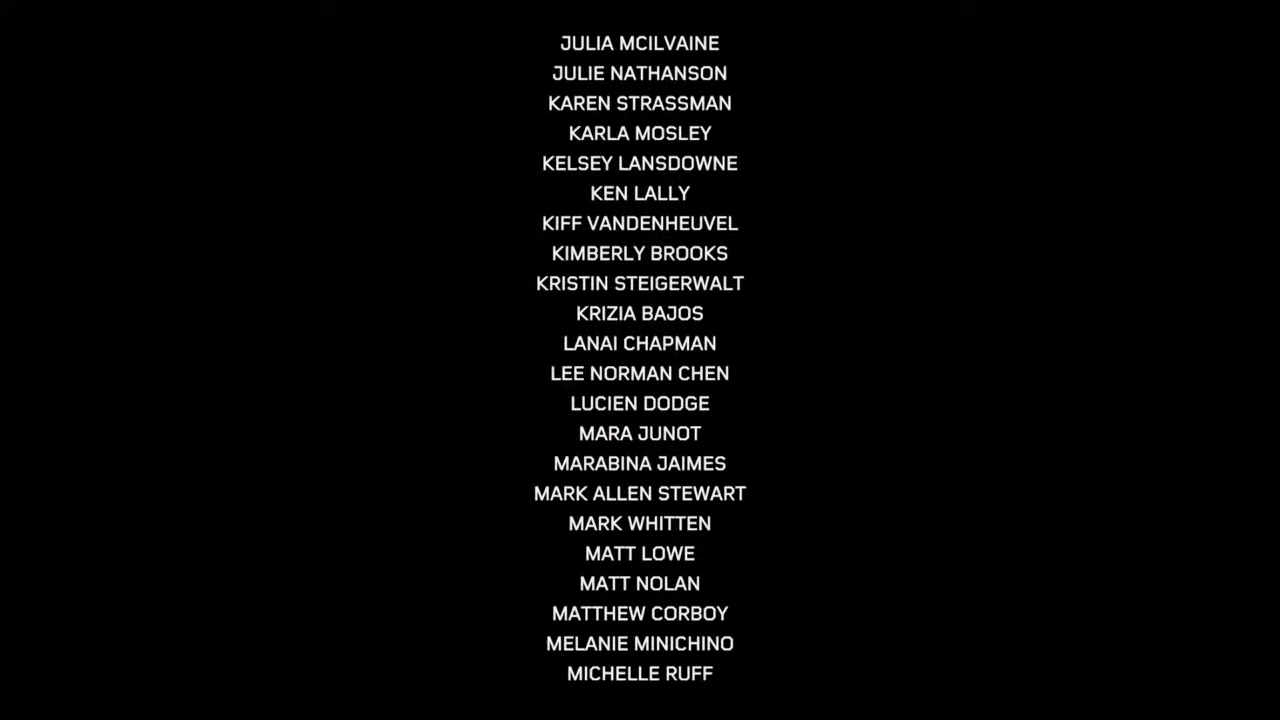 JULIA MCILVAINE
JULIE NATHANSON
KAREN STRASSMAN
KARLA MOSLEY
KELSEY LANSDOWNE
KEN LALLY
KIFF VANDENHEUVEL
KIMBERLY BROOKS
KRISTIN STEIGERWALT
KRIZIA BAJOS
LANAI CHAPMAN
LEE NORMAN CHEN
LUCIEN DODGE
MARA JUNOT
MARABINA JAIMES
MARK ALLEN STEWART
MARK WHITTEN
MATT LOWE
MATT NOLAN
MATTHEW CORBOY
MELANIE MINICHINO
MICHELLE RUFF